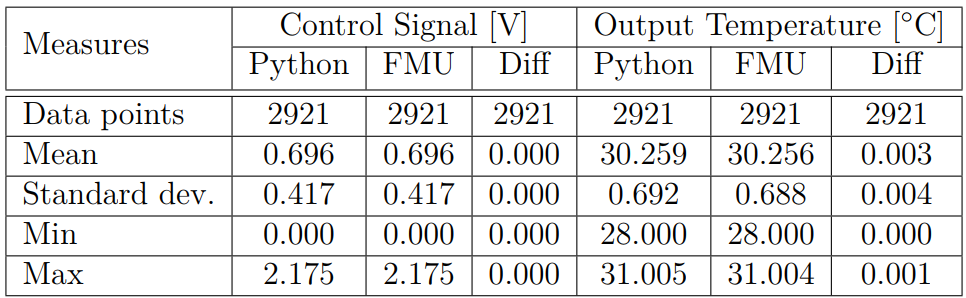 Measures Control Signal [V] Output Temperature [°C]
Python FMU Diff Python FMU Diff
Data points 2921 2921 2921 2921 2921 2921
Mean 0.696 0.696 0.000 30.259 30.256 0.003
Standard dev. 0.417 0.417 0.000 0.692 0.688 0.004
Min 0.000 0.000 0.000 28.000 28.000 0.000
Max 2.175 2.175 0.000 31.005 31.004 0.001